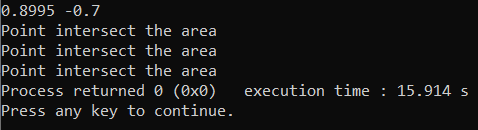 0.8995 -0.7
Point intersect the area
Point intersect the area
Point intersect the area
Process returned 0 (0x0)   execution time : 15.914 s
Press any key to continue.